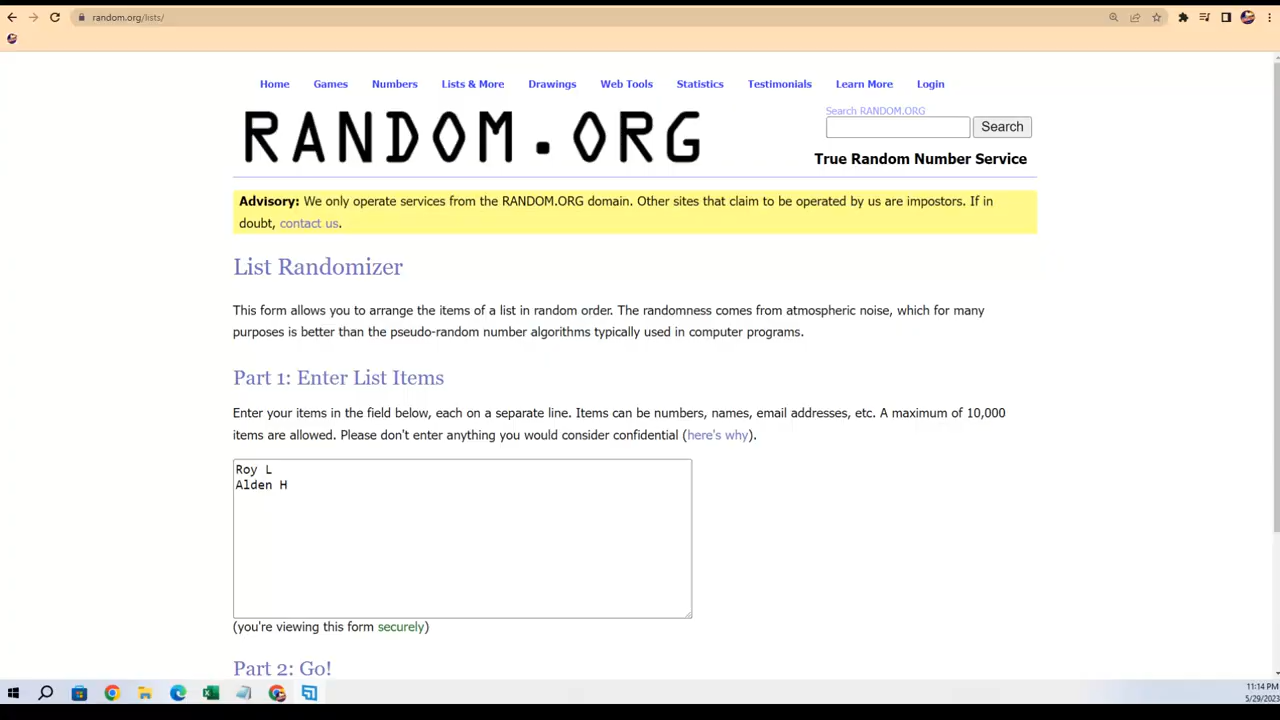 random.org/lists/
Home Games Numbers Lists & More Drawings Web Tools Statistics Testimonials Learn More Login
Search RANDOM.ORG
RANDOM.ORG
Search
True Random Number Service
Advisory: We only operate services from the RANDOM.ORG domain. Other sites that claim to be operated by us are impostors. If in
doubt, contact us.
List Randomizer
This form allows you to arrange the items of a list in random order. The randomness comes from atmospheric noise, which for many
purposes is better than the pseudo-random number algorithms typically used in computer programs.
Part 1: Enter List Items
Enter your items in the field below, each on a separate line. Items can be numbers, names, email addresses, etc. A maximum of 10,000
items are allowed. Please don't enter anything you would consider confidential (here's why).
Roy L
Alden H
(you're viewing this form securely)
Part 2: Go!
11:14 PM
5/29/2023